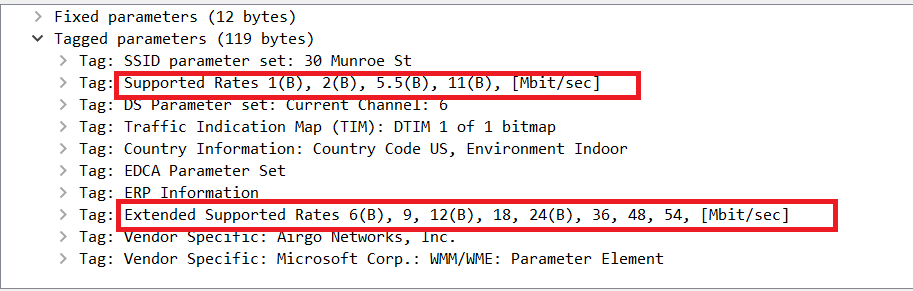 Fixed parameters (12 bytes)
Tagged parameters (119 bytes)
Tag: SSID parameter set: 30 Munroe St
Tag: Supported Rates 1(B), 2(B), 5.5(B), 11(B), [Mbit/sec]
Tag: DS Parameter set: Current Channel: 6
Tag: Traffic Indication Map (TIM): DTIM 1 of 1 bitmap
Tag: Country Information: Country Code US, Environment Indoor
Tag: EDCA Parameter Set
Tag: ERP Information
Tag: Extended Supported Rates 6(B), 9, 12(B), 18, 24(B), 36, 48, 54, [Mbit/sec]
Tag: Vendor Specific: Airgo Networks, Inc.
Tag: Vendor Specific: Microsoft Corp.: WMM/WME: Parameter Element